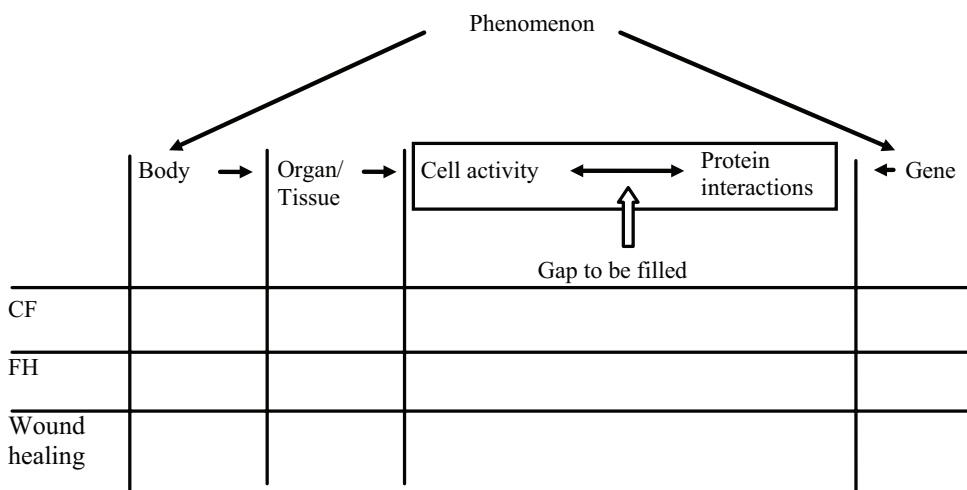 Phenomenon
Body
Organ/
Tissue
Cell activity
Protein
interactions
Gene
Gap to be filled
CF
FH
Wound
healing